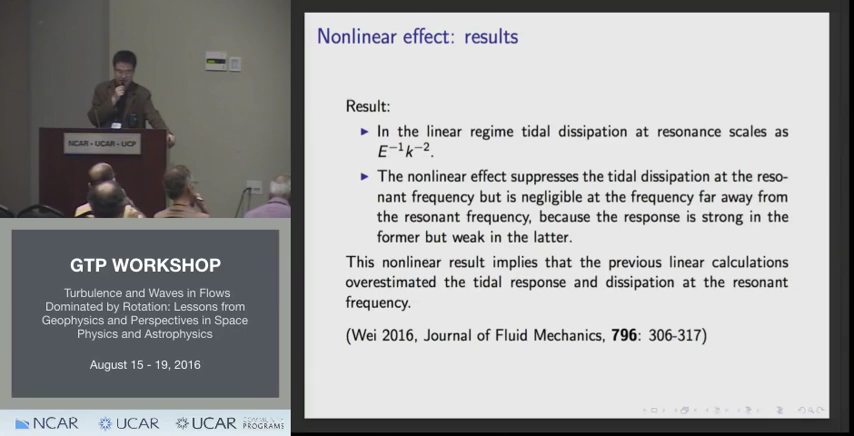 NCAR - UCAR - UCP
GTP WORKSHOP
Turbulence and Waves in Flows
Dominated by Rotation: Lessons from
Geophysics and Perspectives in Space
Physics and Astrophysics
August 15 - 19, 2016
NCAR UCAR UCAR COMMUNITY PROGRAMS
Nonlinear effect: results
Result:
In the linear regime tidal dissipation at resonance scales as
E⁻¹k⁻².
The nonlinear effect suppresses the tidal dissipation at the reso-
nant frequency but is negligible at the frequency far away from
the resonant frequency, because the response is strong in the
former but weak in the latter.
This nonlinear result implies that the previous linear calculations
overestimated the tidal response and dissipation at the resonant
frequency.
(Wei 2016, Journal of Fluid Mechanics, 796: 306-317)